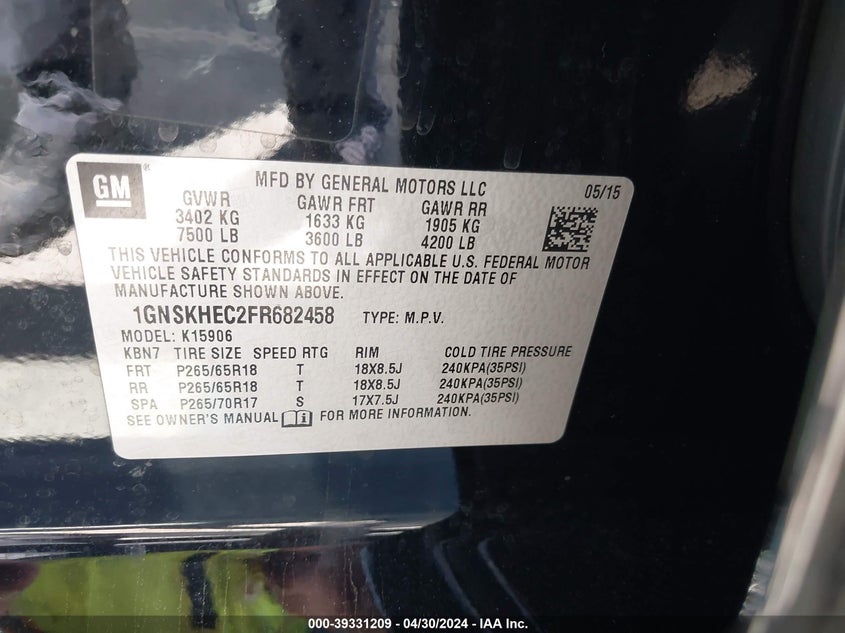 GM
MFD BY GENERAL MOTORS LLC 05/15
GVWR GAWR FRT GAWR RR
3402 KG 1633 KG 1905 KG
7500 LB 3600 LB 4200 LB
THIS VEHICLE CONFORMS TO ALL APPLICABLE U.S. FEDERAL MOTOR
VEHICLE SAFETY STANDARDS IN EFFECT ON THE DATE OF
MANUFACTURE SHOWN ABOVE.
1GNSKHEC2FR682458 TYPE: M.P.V.
MODEL: K15906
KBN7 TIRE SIZE SPEED RTG RIM COLD TIRE PRESSURE
FRT P265/65R18 T 18X8.5J 240KPA(35PSI)
RR P265/65R18 T 18X8.5J 240KPA(35PSI)
SPA P265/70R17 S 17X7.5J 240KPA(35PSI)
SEE OWNER'S MANUAL FOR MORE INFORMATION.
000-39331209 - 04/30/2024 - IAA Inc.